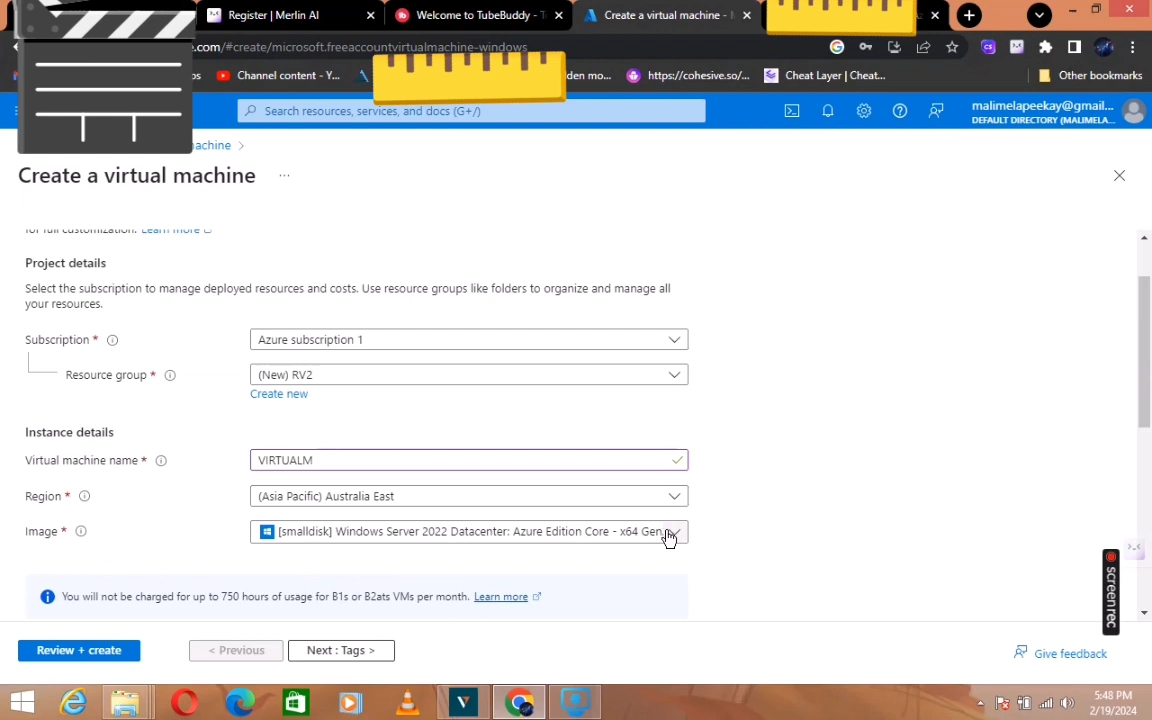 Register | Merlin AI
Welcome to TubeBuddy - T
Create a virtual machine -
.com/#create/microsoft.freeaccountvirtualmachine-windows
Channel content - Y...
den mo...
https://cohesive.so/...
Cheat Layer | Cheat...
Other bookmarks
Search resources, services, and docs (G+/)
malimelapeekay@gmail...
DEFAULT DIRECTORY (MALIMELA...
achine >
Create a virtual machine ...
for full customization. Learn more
Project details
Select the subscription to manage deployed resources and costs. Use resource groups like folders to organize and manage all
your resources.
Subscription *
Azure subscription 1
Resource group *
(New) RV2
Create new
Instance details
Virtual machine name *
VIRTUALM
Region *
(Asia Pacific) Australia East
Image *
[smalldisk] Windows Server 2022 Datacenter: Azure Edition Core - x64 Gen
You will not be charged for up to 750 hours of usage for B1s or B2ats VMs per month. Learn more
screenrec
Review + create
< Previous
Next : Tags >
Give feedback
5:48 PM
2/19/2024